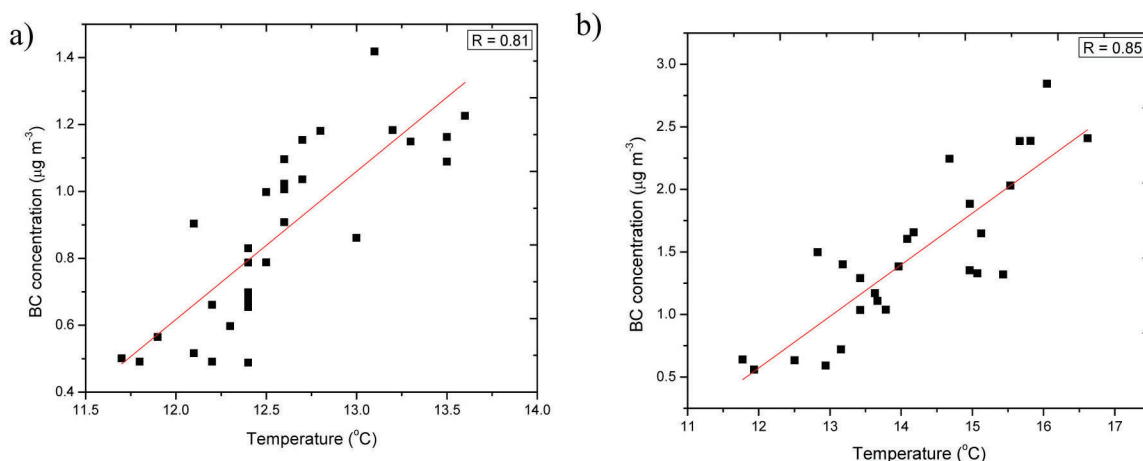 a)
R = 0.81
BC concentration (μg m⁻³)
1.4
1.2
1.0
0.8
0.6
0.4
11.5 12.0 12.5 13.0 13.5 14.0
Temperature (°C)
b)
R = 0.85
BC concentration (μg m⁻³)
3.0
2.5
2.0
1.5
1.0
0.5
11 12 13 14 15 16 17
Temperature (°C)